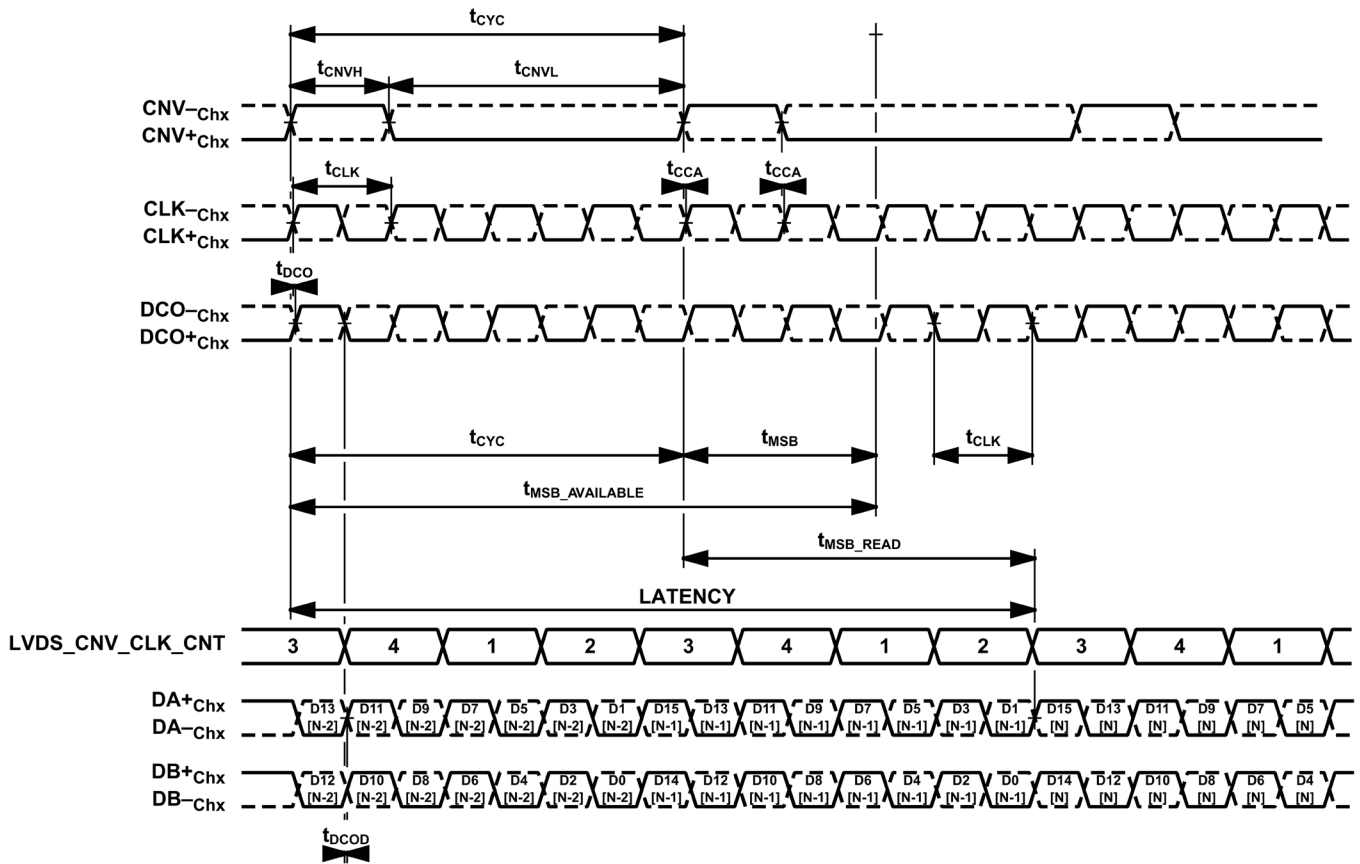 tCYC
tCNVH tCNVL
CNV–Chx
CNV+Chx
tCLK tCCA tCCA
CLK–Chx
CLK+Chx
tDCO
DCO–Chx
DCO+Chx
tCYC tMSB tCLK
tMSB_AVAILABLE
tMSB_READ
LATENCY
LVDS_CNV_CLK_CNT 3 4 1 2 3 4 1 2 3 4 1
DA+Chx D13 D11 D9 D7 D5 D3 D1 D15 D13 D11 D9 D7 D5 D3 D1 D15 D13 D11 D9 D7 D5
DA–Chx [N-2] [N-2] [N-2] [N-2] [N-2] [N-2] [N-2] [N-1] [N-1] [N-1] [N-1] [N-1] [N-1] [N-1] [N-1] [N] [N] [N] [N] [N] [N]
DB+Chx D12 D10 D8 D6 D4 D2 D0 D14 D12 D10 D8 D6 D4 D2 D0 D14 D12 D10 D8 D6 D4
DB–Chx [N-2] [N-2] [N-2] [N-2] [N-2] [N-2] [N-2] [N-1] [N-1] [N-1] [N-1] [N-1] [N-1] [N-1] [N-1] [N] [N] [N] [N] [N] [N]
tDCOD